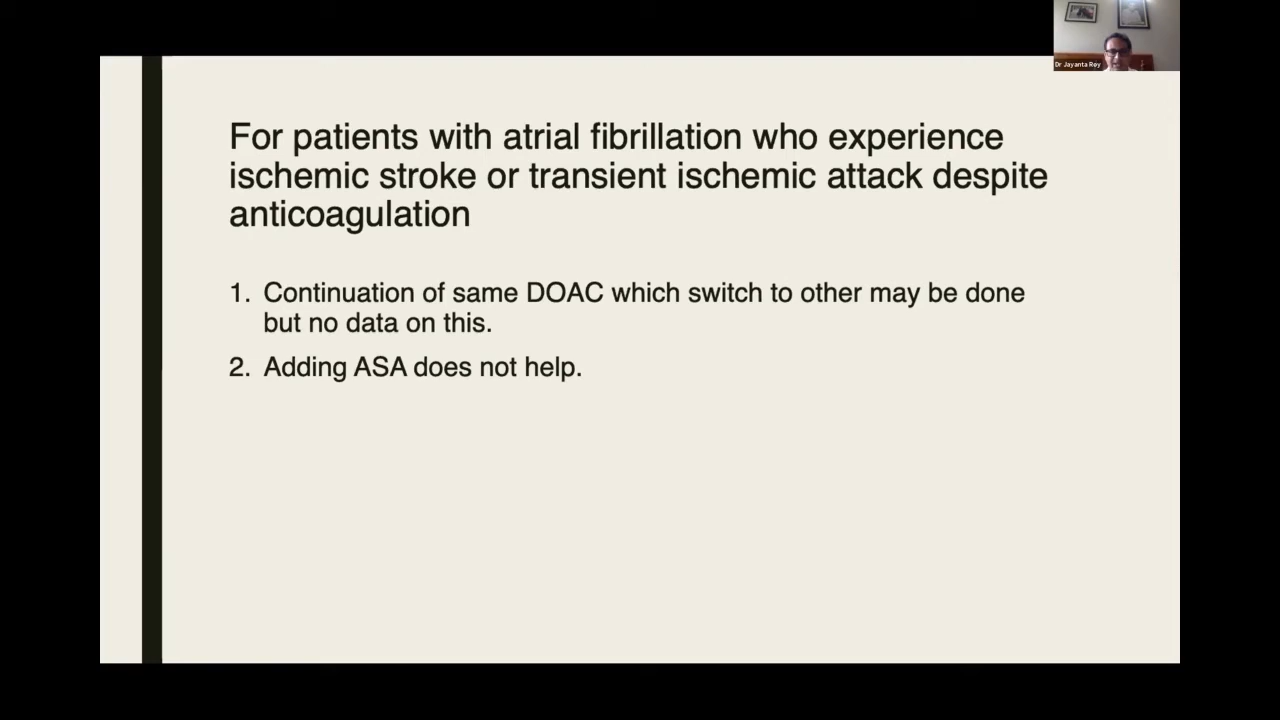 Dr Jayanta Roy
For patients with atrial fibrillation who experience
ischemic stroke or transient ischemic attack despite
anticoagulation
1. Continuation of same DOAC which switch to other may be done
but no data on this.
2. Adding ASA does not help.